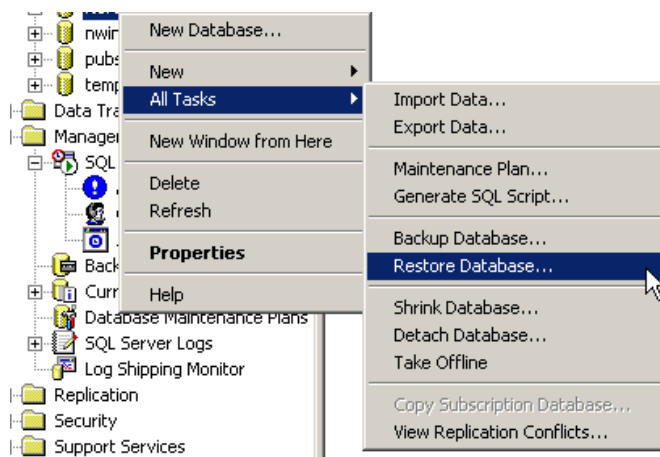 nwin
pubs
temp
Data Tra
Manage
SQL
Back
Curr
Database Maintenance Plans
SQL Server Logs
Log Shipping Monitor
Replication
Security
Support Services
New Database...
New
All Tasks
New Window from Here
Delete
Refresh
Properties
Help
Import Data...
Export Data...
Maintenance Plan...
Generate SQL Script...
Backup Database...
Restore Database...
Shrink Database...
Detach Database...
Take Offline
Copy Subscription Database...
View Replication Conflicts...